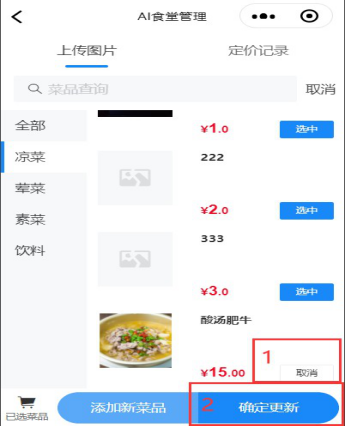 AI食堂管理
上传图片 定价记录
菜品查询 取消
全部
凉菜
荤菜
素菜
饮料
¥1.0 选中
222
¥2.0 选中
333
¥3.0 选中
酸汤肥牛
1
¥15.00 取消
已选菜品 添加新菜品 2 确定更新